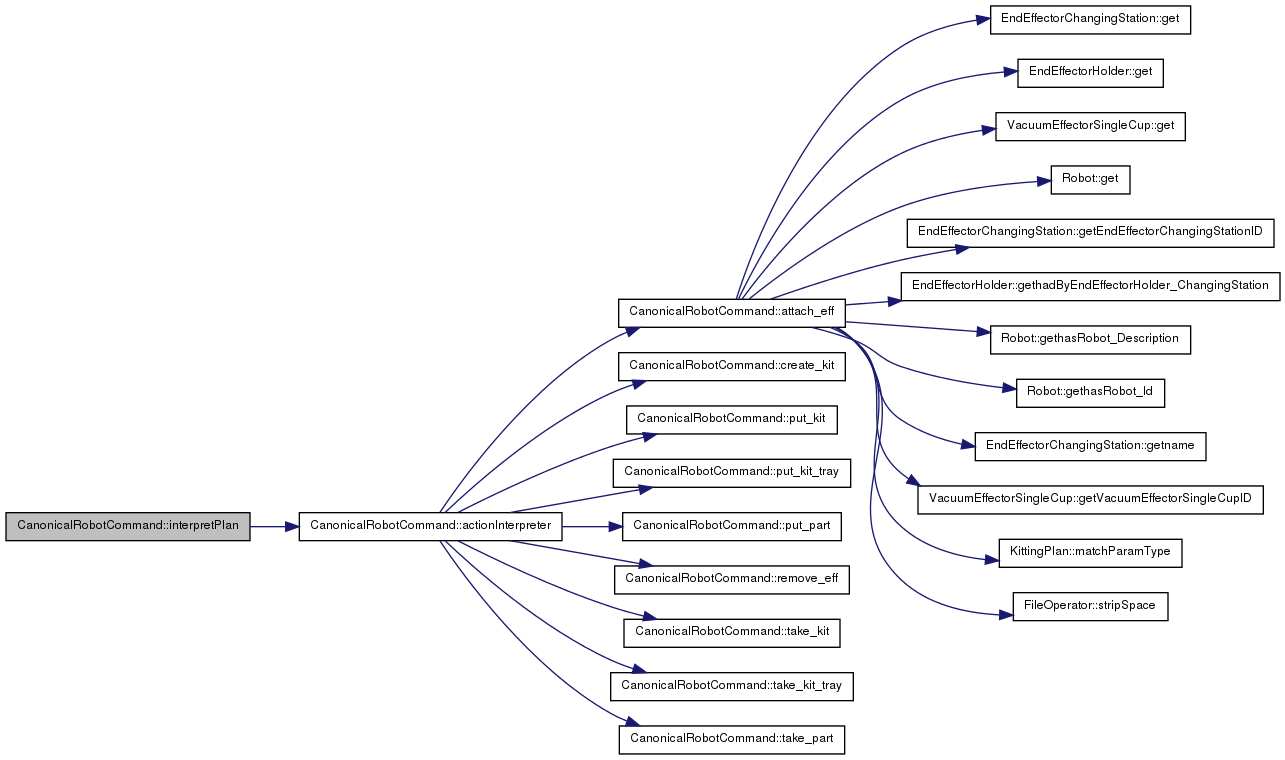 CanonicalRobotCommand::interpretPlan
CanonicalRobotCommand::actionInterpreter
CanonicalRobotCommand::attach_eff
CanonicalRobotCommand::create_kit
CanonicalRobotCommand::put_kit
CanonicalRobotCommand::put_kit_tray
CanonicalRobotCommand::put_part
CanonicalRobotCommand::remove_eff
CanonicalRobotCommand::take_kit
CanonicalRobotCommand::take_kit_tray
CanonicalRobotCommand::take_part
EndEffectorChangingStation::get
EndEffectorHolder::get
VacuumEffectorSingleCup::get
Robot::get
EndEffectorChangingStation::getEndEffectorChangingStationID
EndEffectorHolder::gethadByEndEffectorHolder_ChangingStation
Robot::gethasRobot_Description
Robot::gethasRobot_Id
EndEffectorChangingStation::getname
VacuumEffectorSingleCup::getVacuumEffectorSingleCupID
KittingPlan::matchParamType
FileOperator::stripSpace